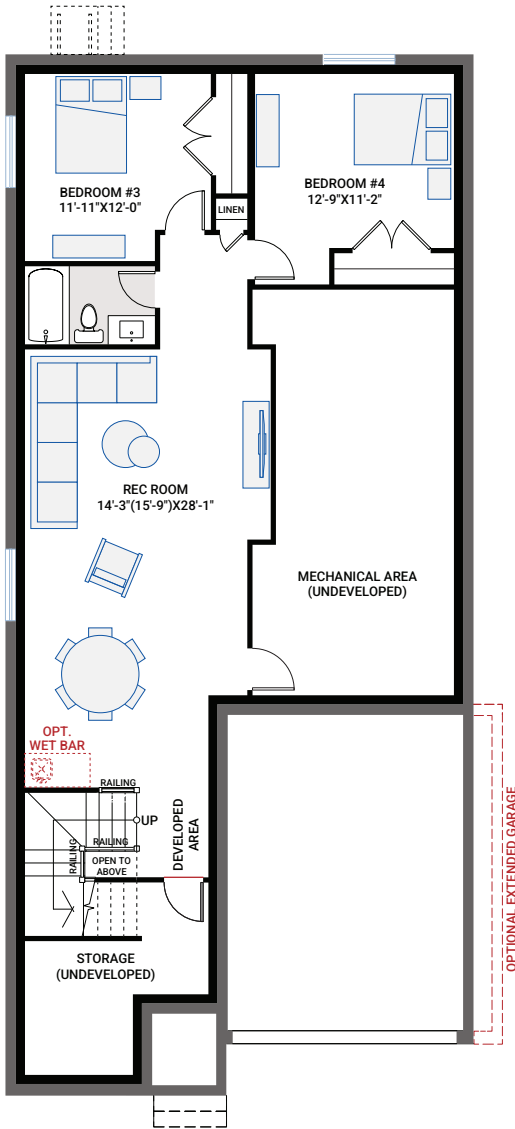 BEDROOM #3
11'-11"X12'-0"
LINEN
BEDROOM #4
12'-9"X11'-2"
REC ROOM
14'-3"(15'-9")X28'-1"
MECHANICAL AREA
(UNDEVELOPED)
OPT.
WET BAR
RAILING
UP
RAILING
RAILING
OPEN TO
ABOVE
DEVELOPED
AREA
STORAGE
(UNDEVELOPED)
OPTIONAL EXTENDED GARAGE